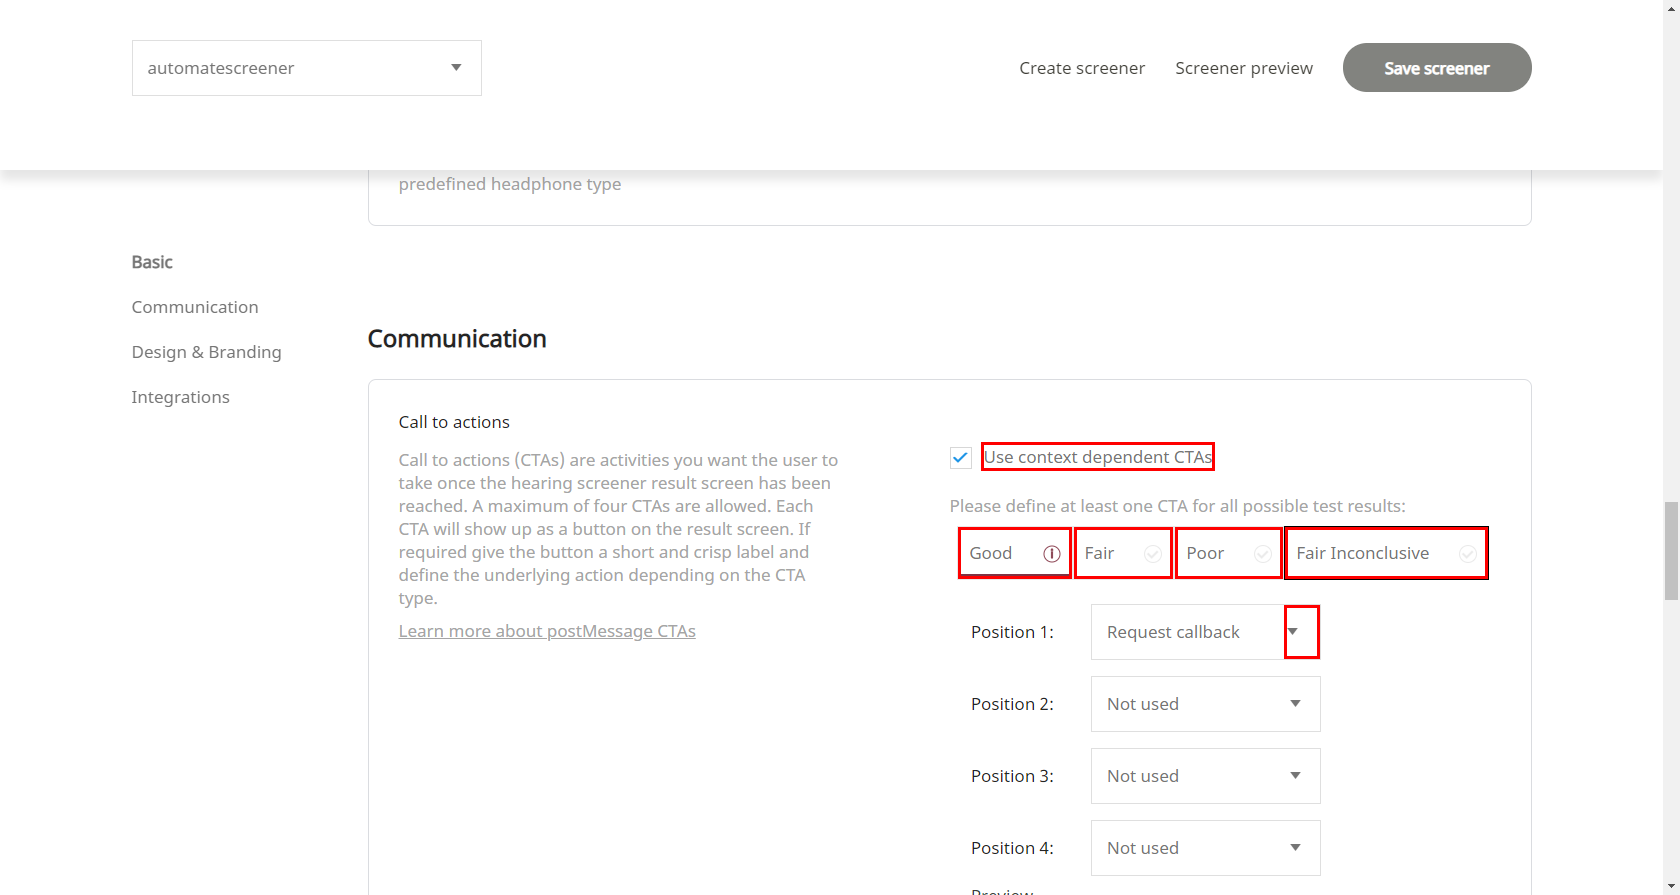 automatescreener
Create screener
Screener preview
Save screener
predefined headphone type
Basic
Communication
Design & Branding
Integrations
Communication
Call to actions
Call to actions (CTAs) are activities you want the user to
take once the hearing screener result screen has been
reached. A maximum of four CTAs are allowed. Each
CTA will show up as a button on the result screen. If
required give the button a short and crisp label and
define the underlying action depending on the CTA
type.
Learn more about postMessage CTAs
Use context dependent CTAs
Please define at least one CTA for all possible test results:
Good
Fair
Poor
Fair Inconclusive
Position 1:
Request callback
Position 2:
Not used
Position 3:
Not used
Position 4:
Not used
Preview